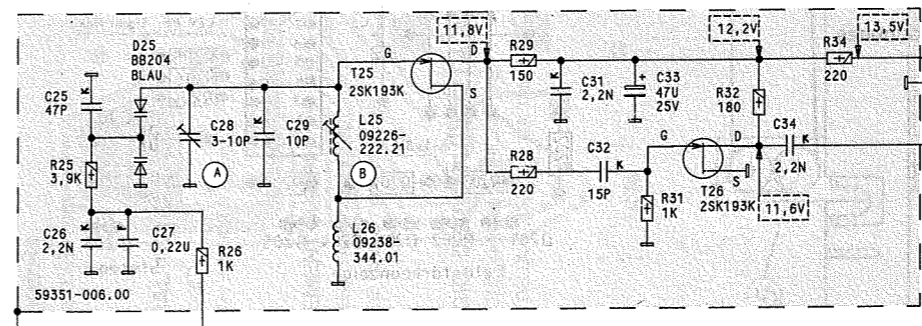 D25
BB204
BLAU
C25
47P
K
R25
3,9K
C26
2,2N
K
C27
0,22U
F
R26
1K
59351-006.00
C28
3-10P
A
C29
10P
K
G
T25
2SK193K
D
S
11,8V
L25
09226-
222.21
B
L26
09238-
344.01
R29
150
R28
220
C31
2,2N
K
C32
15P
K
C33
47U
25V
+
G
D
S
T26
2SK193K
R31
1K
R32
180
12,2V
11,6V
C34
2,2N
K
R34
220
13,5V